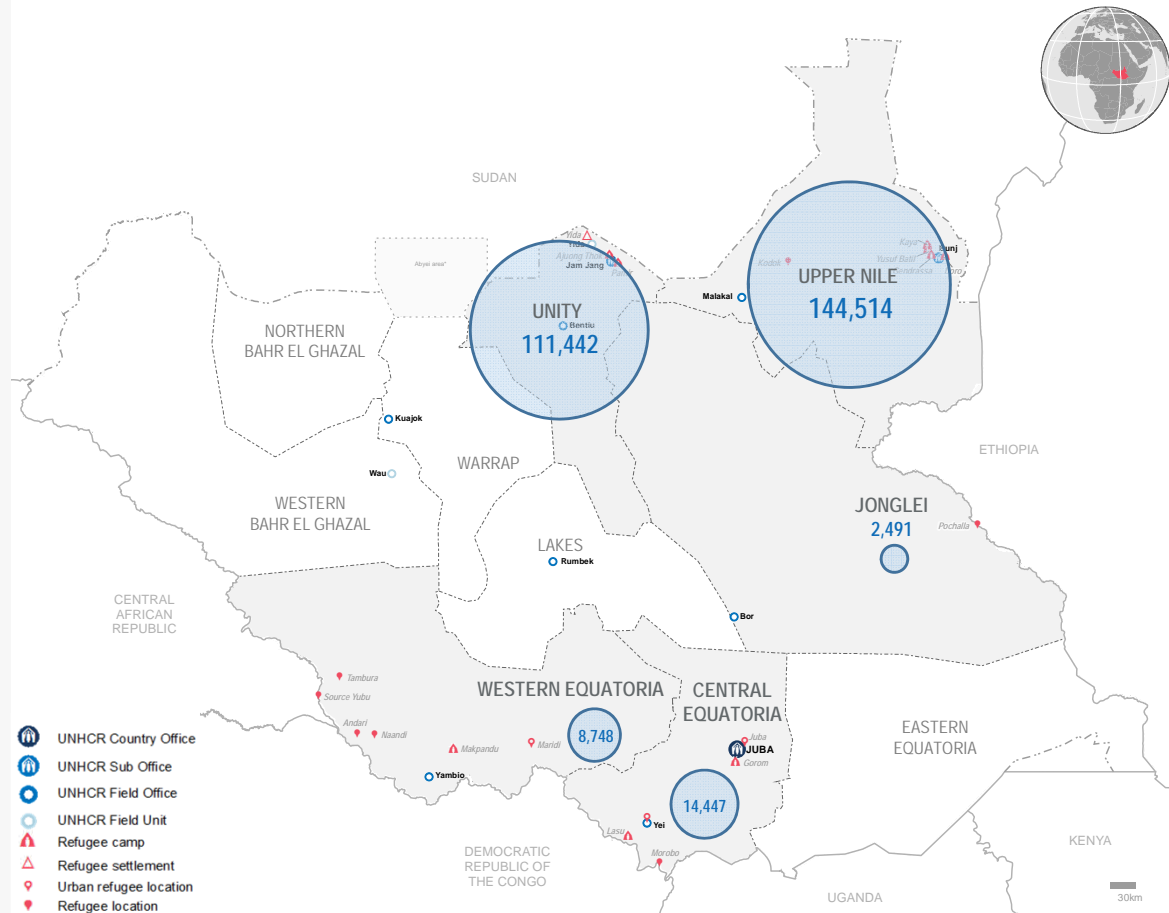 SUDAN
Yida
Yida
Ajuong Thok
Jam Jang
Pamir
Abyei area*
UNITY
Bentiu
111,442
Kaya
Bunj
Yusuf Batil
Gendrassa
Doro
Kodok
UPPER NILE
144,514
Malakal
NORTHERN
BAHR EL GHAZAL
Kuajok
WARRAP
Wau
WESTERN
BAHR EL GHAZAL
ETHIOPIA
JONGLEI
2,491
Pochalla
LAKES
Rumbek
Bor
CENTRAL
AFRICAN
REPUBLIC
Tambura
Source Yubu
Andari
Naandi
Makpandu
Maridi
Yambio
WESTERN EQUATORIA
8,748
CENTRAL
EQUATORIA
Juba
JUBA
Gorom
14,447
Yei
Lasu
Morobo
EASTERN
EQUATORIA
DEMOCRATIC
REPUBLIC OF
THE CONGO
UGANDA
KENYA
30km
UNHCR Country Office
UNHCR Sub Office
UNHCR Field Office
UNHCR Field Unit
Refugee camp
Refugee settlement
Urban refugee location
Refugee location